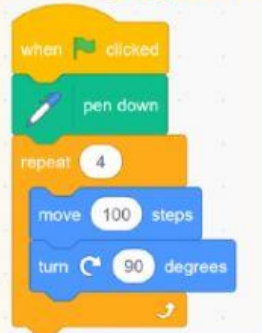 when clicked
pen down
repeat 4
move 100 steps
turn 90 degrees